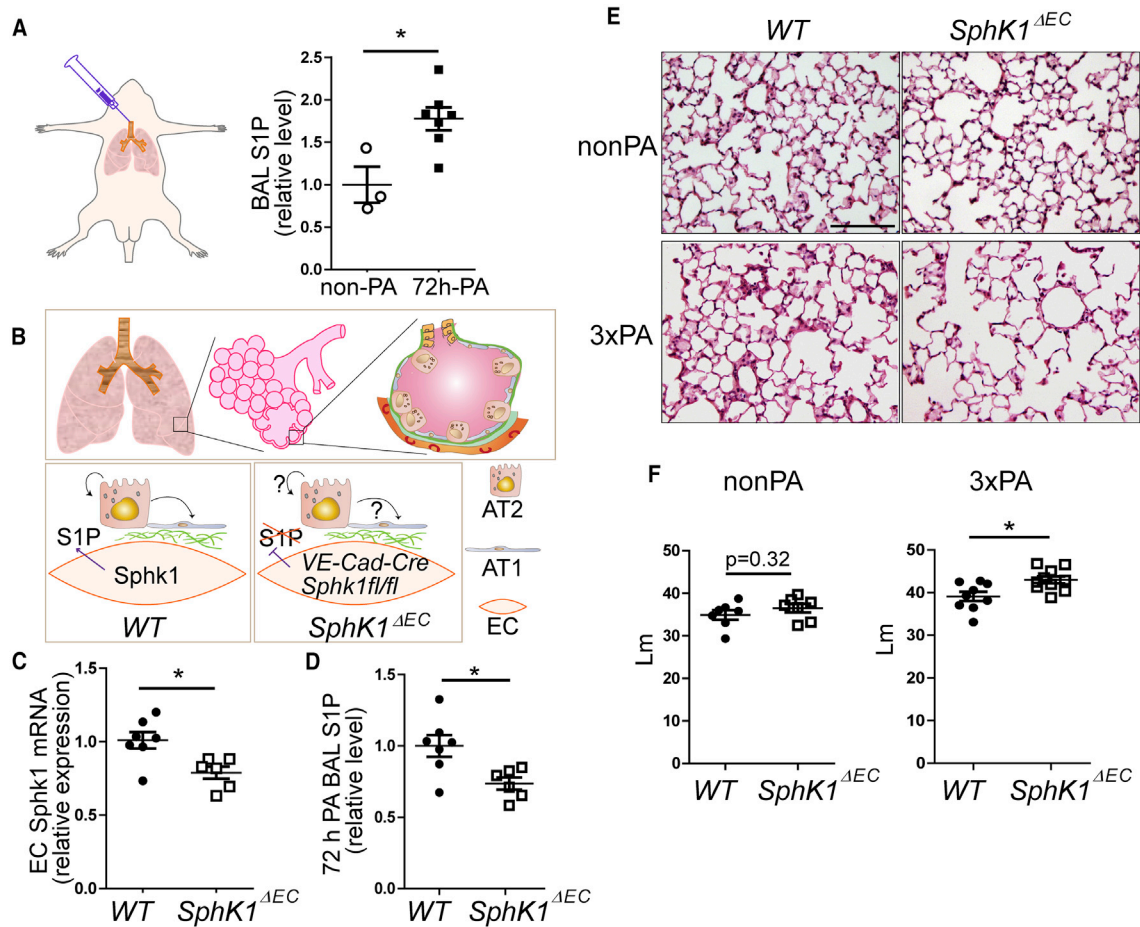 A
*
BAL S1P
(relative level)
2.5
2.0
1.5
1.0
0.5
0.0
non-PA 72h-PA
B
S1P
Sphk1
WT
?
?
S1P
VE-Cad-Cre
Sphk1fl/fl
SphK1ΔEC
AT2
AT1
EC
C
EC Sphk1 mRNA
(relative expression)
1.5
1.0
0.5
0.0
*
WT SphK1ΔEC
D
72 h PA BAL S1P
(relative level)
1.5
1.0
0.5
0.0
*
WT SphK1ΔEC
E
WT SphK1ΔEC
nonPA
3xPA
F
nonPA
Lm
50
40
30
20
10
0
p=0.32
WT SphK1ΔEC
3xPA
Lm
50
40
30
20
10
0
*
WT SphK1ΔEC